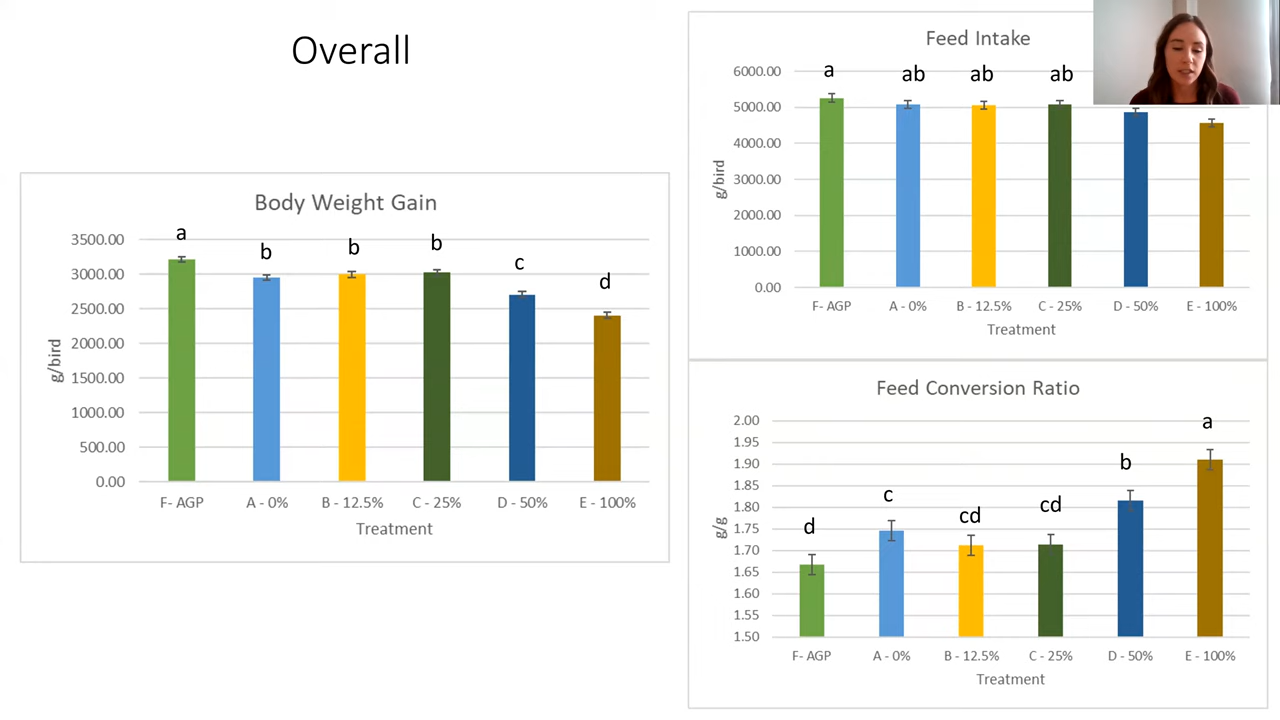 Overall
Body Weight Gain
3500.00
3000.00
2500.00
2000.00
1500.00
1000.00
500.00
0.00
g/bird
a
b
b
b
c
d
F- AGP
A - 0%
B - 12.5%
C - 25%
D - 50%
E - 100%
Treatment
Feed Intake
6000.00
5000.00
4000.00
3000.00
2000.00
1000.00
0.00
g/bird
a
ab
ab
ab
F- AGP
A - 0%
B - 12.5%
C - 25%
D - 50%
E - 100%
Treatment
Feed Conversion Ratio
2.00
1.95
1.90
1.85
1.80
1.75
1.70
1.65
1.60
1.55
1.50
g/g
d
c
cd
cd
b
a
F- AGP
A - 0%
B - 12.5%
C - 25%
D - 50%
E - 100%
Treatment